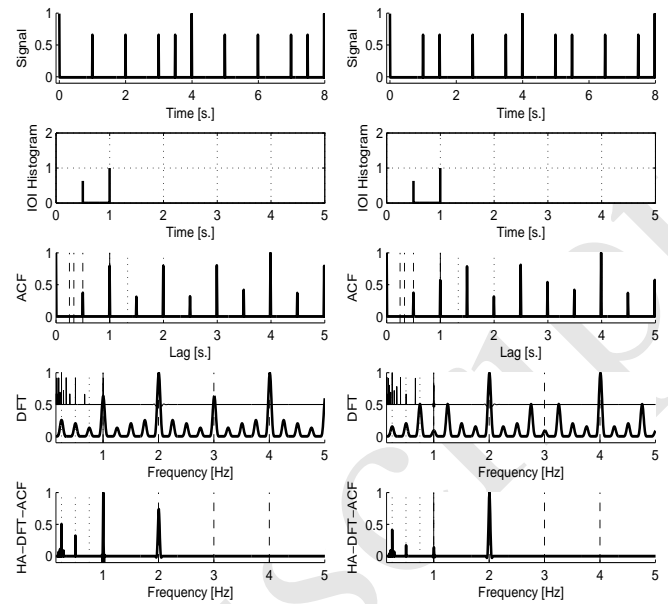 Signal
1
0.5
0
0 2 4 6 8
Time [s.]
Signal
1
0.5
0
0 2 4 6 8
Time [s.]
IOI Histogram
2
1
0
0 1 2 3 4 5
Time [s.]
IOI Histogram
2
1
0
0 1 2 3 4 5
Time [s.]
ACF
1
0.5
0
0 1 2 3 4 5
Lag [s.]
ACF
1
0.5
0
0 1 2 3 4 5
Lag [s.]
DFT
1
0.5
0
1 2 3 4 5
Frequency [Hz]
DFT
1
0.5
0
1 2 3 4 5
Frequency [Hz]
HA-DFT-ACF
1
0.5
0
1 2 3 4 5
Frequency [Hz]
HA-DFT-ACF
1
0.5
0
1 2 3 4 5
Frequency [Hz]